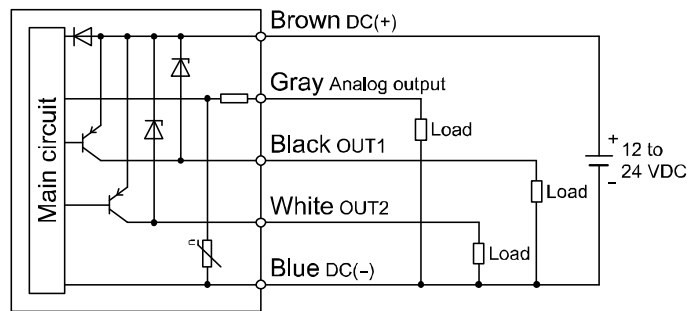 Main circuit
Brown DC(+)
Gray Analog output
Load
Black OUT1
Load
White OUT2
Load
Blue DC(−)
+
12 to
24 VDC
−